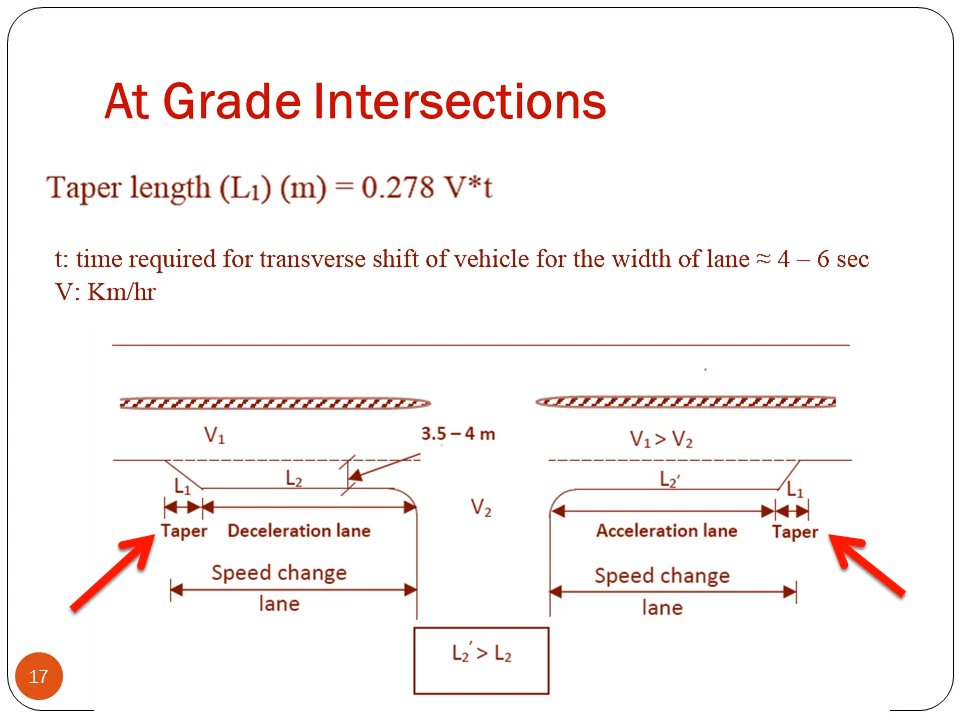 At Grade Intersections
Taper length (L₁) (m) = 0.278 V*t
t: time required for transverse shift of vehicle for the width of lane ≈ 4 – 6 sec
V: Km/hr
V₁
3.5 – 4 m
V₁ > V₂
L₁
L₂
V₂
L₂'
L₁
Taper
Deceleration lane
Acceleration lane
Taper
Speed change
lane
Speed change
lane
L₂' > L₂
17